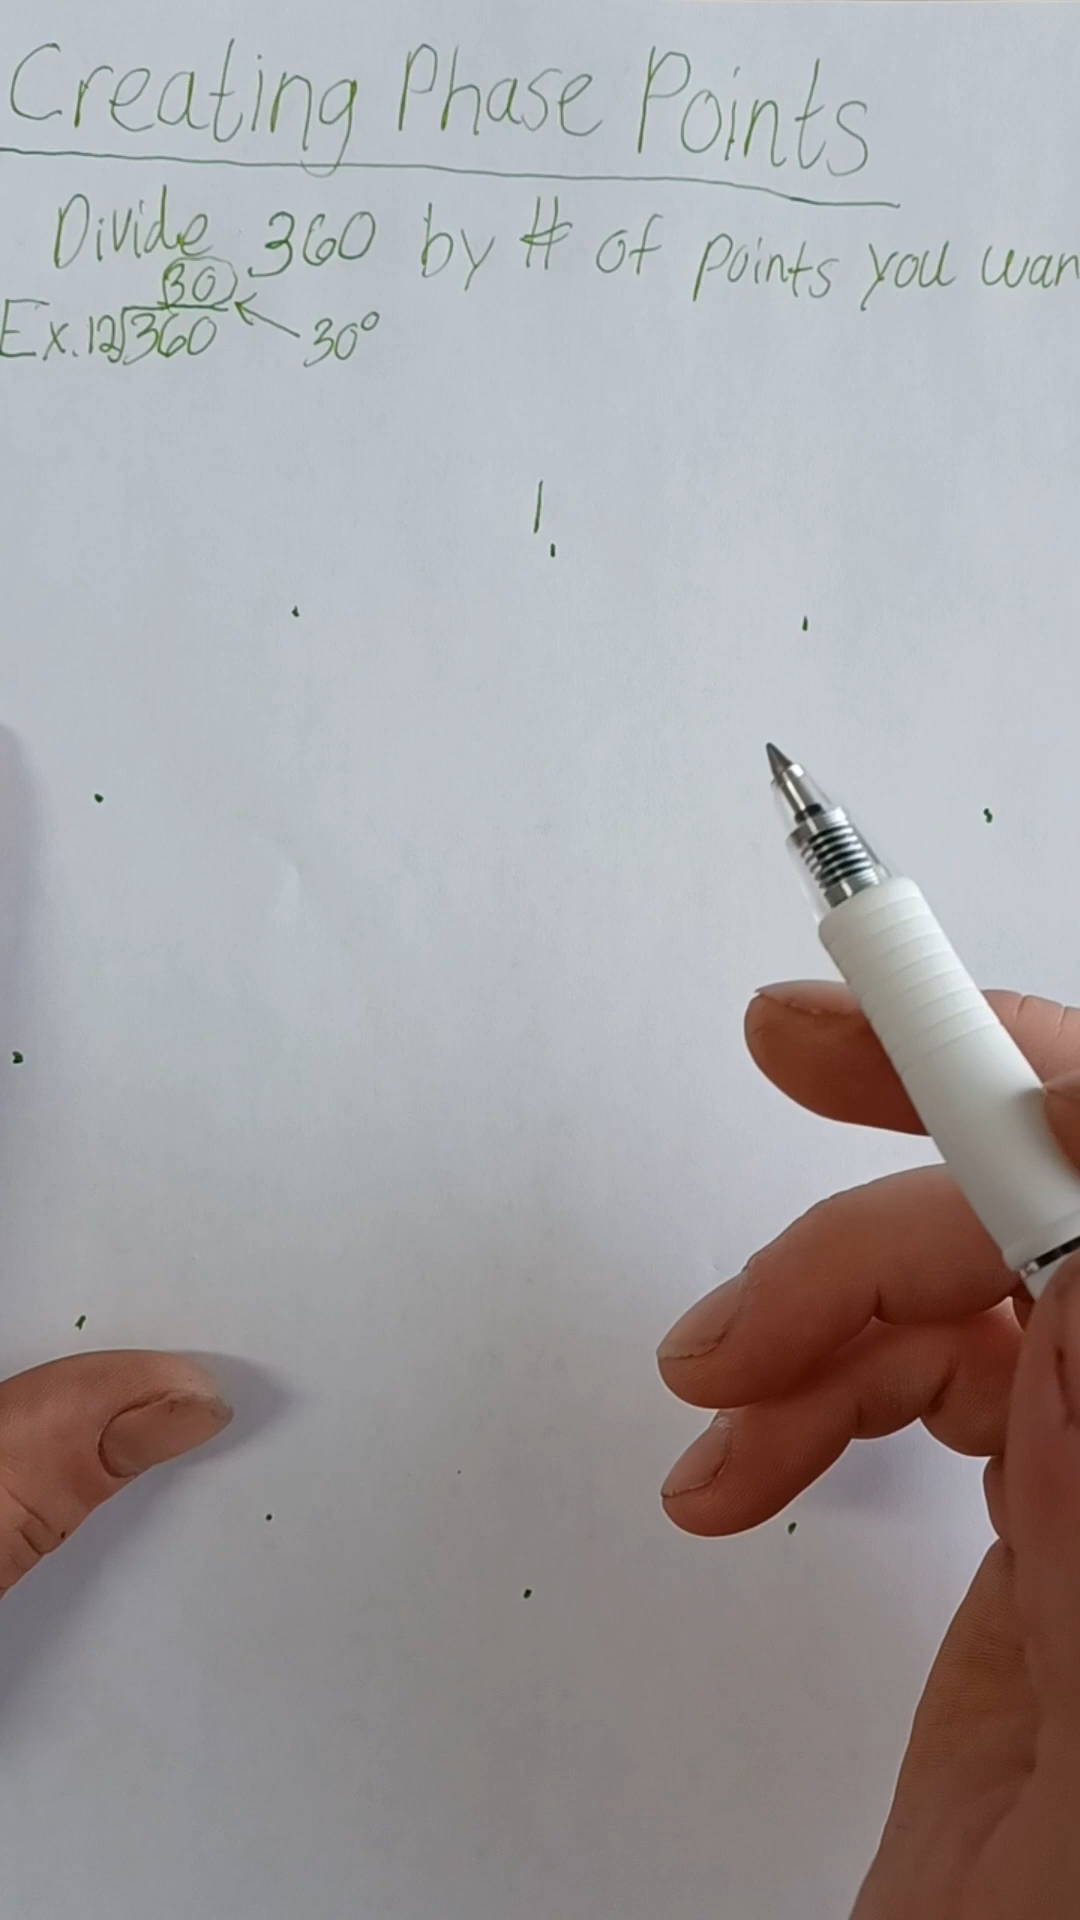 Creating Phase Points
Divide 360 by # of points you wan
30
Ex. 12)360 30°
1